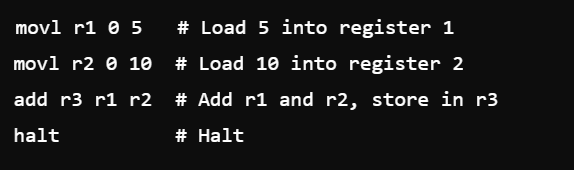 movl r1 0 5   # Load 5 into register 1
movl r2 0 10  # Load 10 into register 2
add r3 r1 r2  # Add r1 and r2, store in r3
halt          # Halt